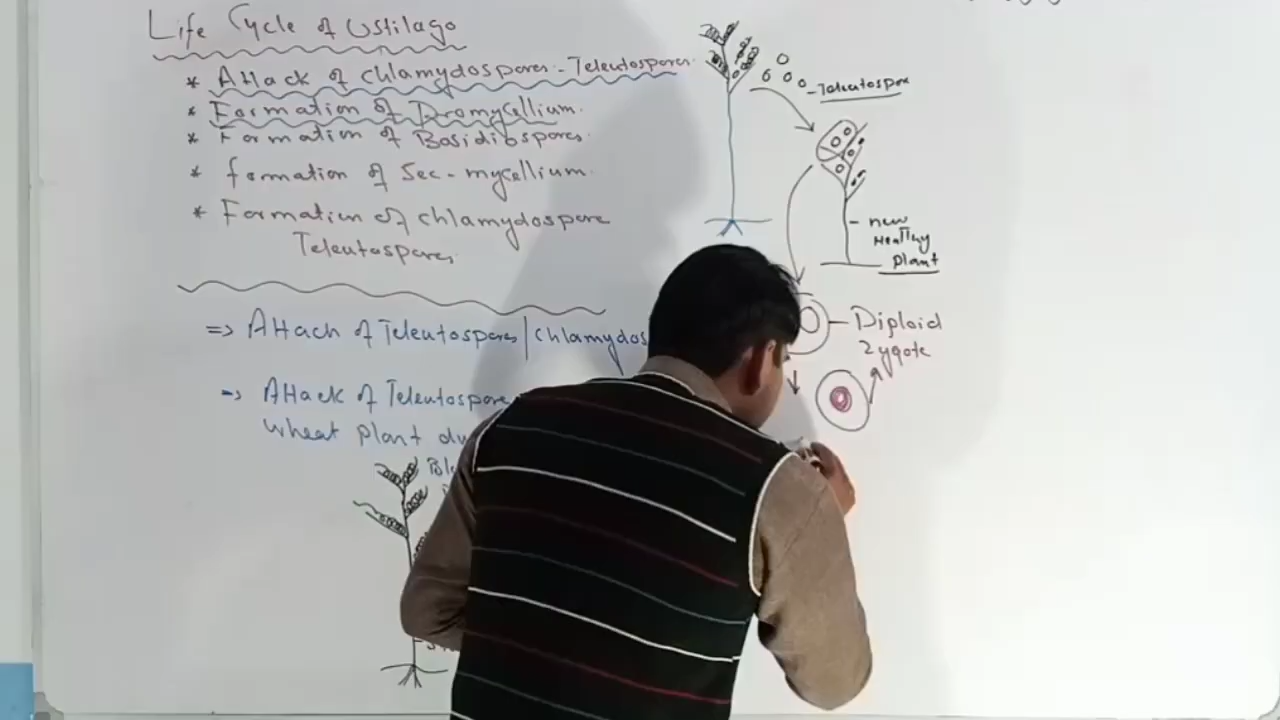 Life Cycle of Ustilago
* Attack of Chlamydospores - Teleutospores.
* Formation of Promycellium.
* Formation of Basidiospores.
* formation of Sec - mycellium.
* Formation of chlamydospore
Teleutospores.
⇒ Attach of Teleutospores / Chlamydos
⇒ Attack of Teleutospore
Wheat plant du
Teleutospore
new
Healthy
plant
Diploid
Zygote